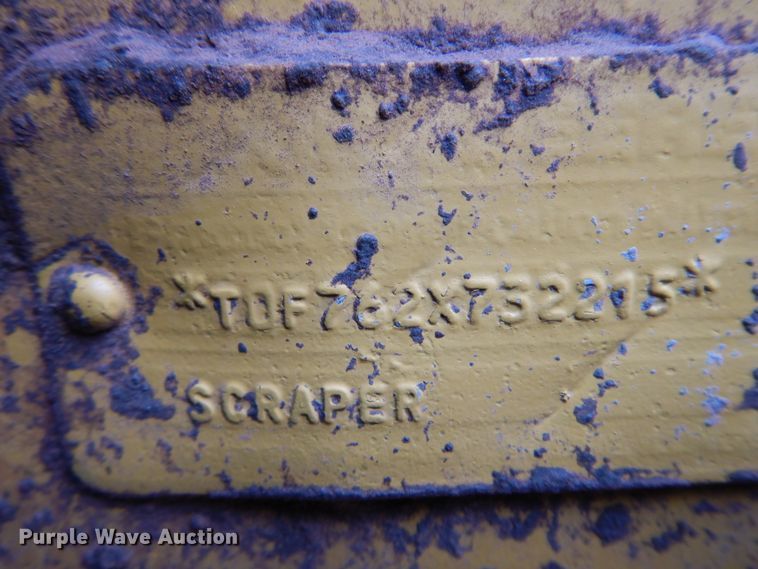 *T0F762X732215*
SCRAPER
Purple Wave Auction